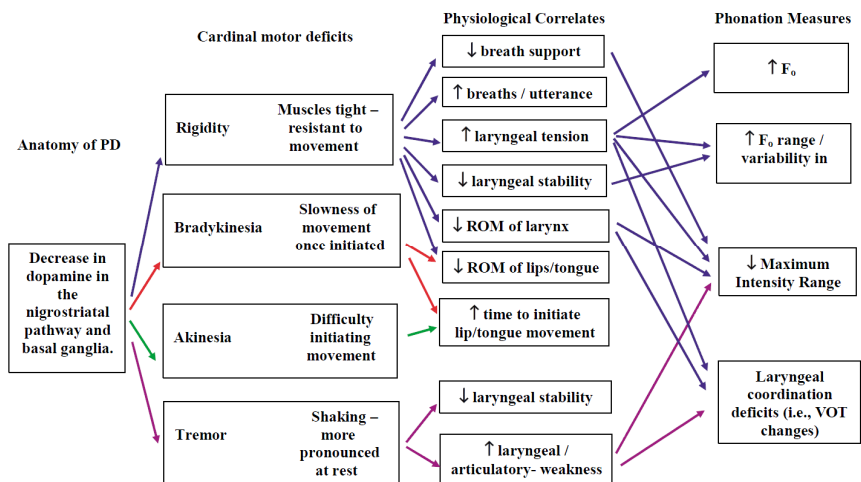 Physiological Correlates
Phonation Measures
Cardinal motor deficits
Anatomy of PD
Decrease in
dopamine in
the
nigrostriatal
pathway and
basal ganglia.
Rigidity
Muscles tight –
resistant to
movement
Bradykinesia
Slowness of
movement
once initiated
Akinesia
Difficulty
initiating
movement
Tremor
Shaking –
more
pronounced
at rest
↓ breath support
↑ breaths / utterance
↑ laryngeal tension
↓ laryngeal stability
↓ ROM of larynx
↓ ROM of lips/tongue
↑ time to initiate
lip/tongue movement
↓ laryngeal stability
↑ laryngeal /
articulatory- weakness
↑ Fₒ
↑ Fₒ range /
variability in
↓ Maximum
Intensity Range
Laryngeal
coordination
deficits (i.e., VOT
changes)